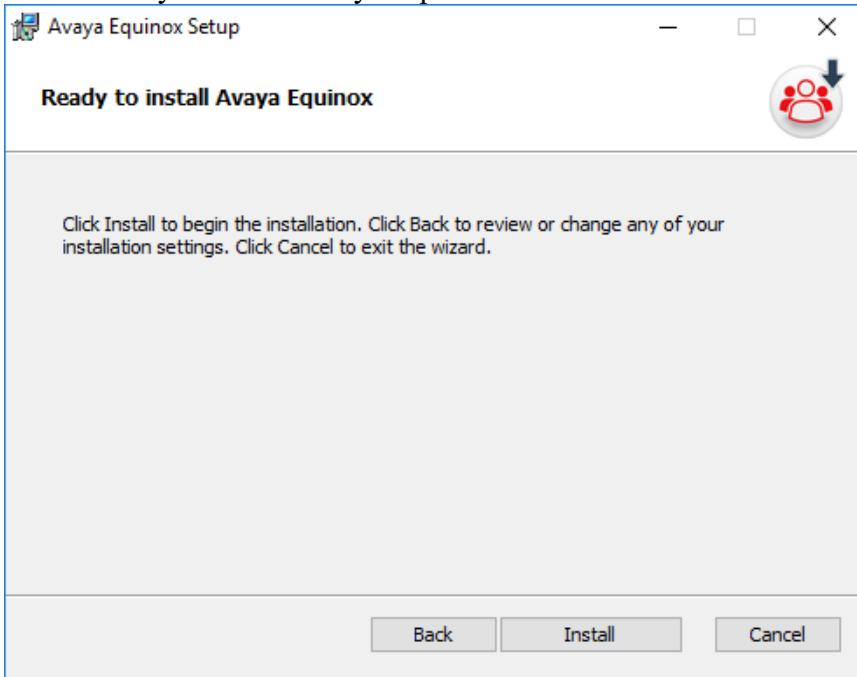 Avaya Equinox Setup
Ready to install Avaya Equinox
Click Install to begin the installation. Click Back to review or change any of your
installation settings. Click Cancel to exit the wizard.
Back Install Cancel